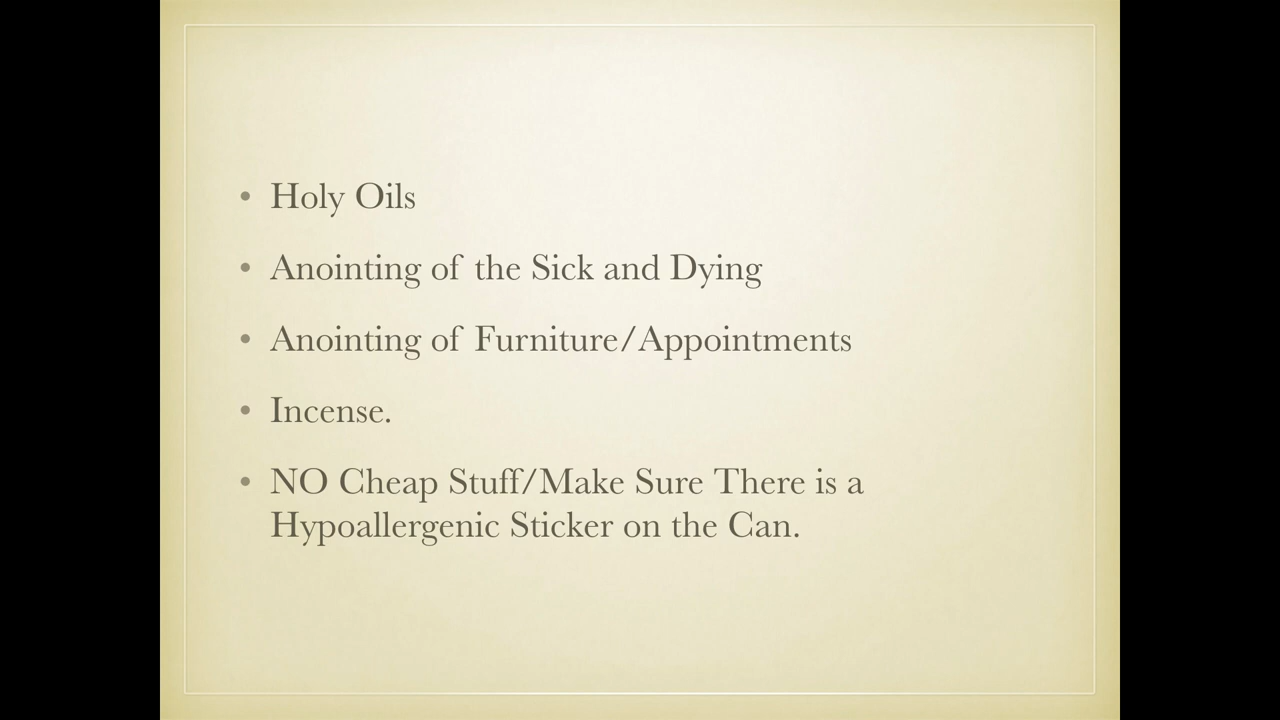 • Holy Oils
• Anointing of the Sick and Dying
• Anointing of Furniture/Appointments
• Incense.
• NO Cheap Stuff/Make Sure There is a
Hypoallergenic Sticker on the Can.